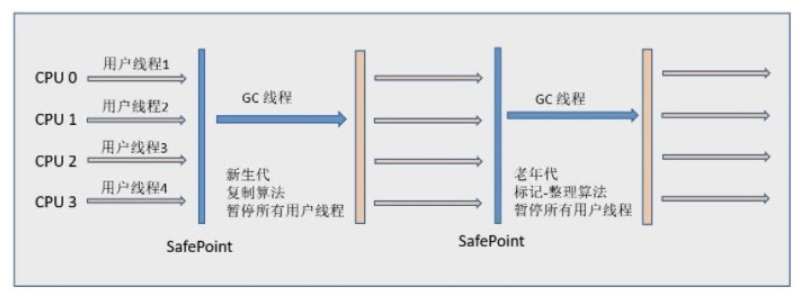 CPU 0
用户线程1
CPU 1
用户线程2
CPU 2
用户线程3
CPU 3
用户线程4
SafePoint
GC 线程
新生代
复制算法
暂停所有用户线程
SafePoint
GC 线程
老年代
标记-整理算法
暂停所有用户线程